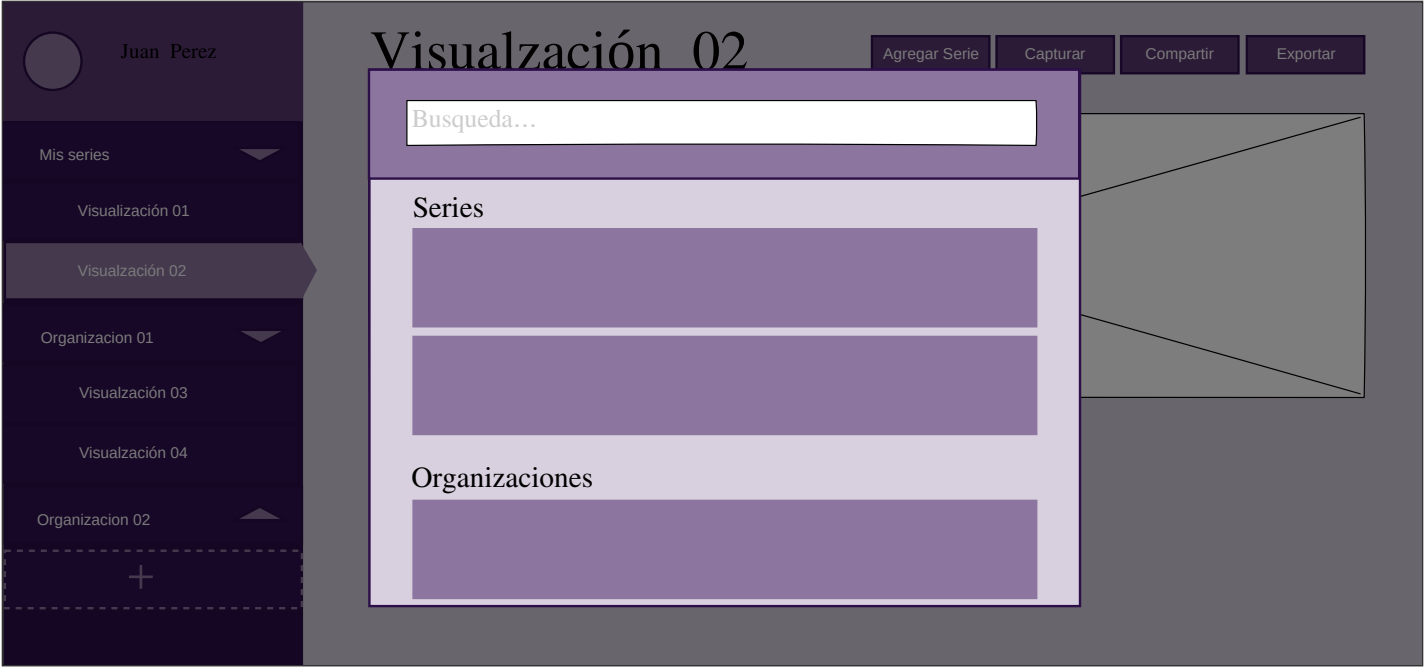 Juan Perez
Visualzación 02
Agregar Serie
Capturar
Compartir
Exportar
Mis series
Visualización 01
Visualzación 02
Organizacion 01
Visualzación 03
Visualzación 04
Organizacion 02
Busqueda...
Series
Organizaciones